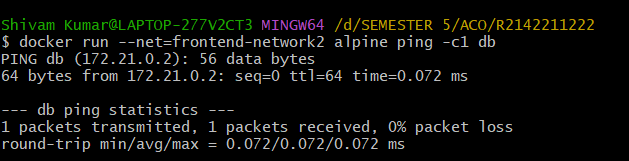 Shivam Kumar@LAPTOP-277V2CT3 MINGW64 /d/SEMESTER 5/ACO/R2142211222
$ docker run --net=frontend-network2 alpine ping -c1 db
PING db (172.21.0.2): 56 data bytes
64 bytes from 172.21.0.2: seq=0 ttl=64 time=0.072 ms

--- db ping statistics ---
1 packets transmitted, 1 packets received, 0% packet loss
round-trip min/avg/max = 0.072/0.072/0.072 ms